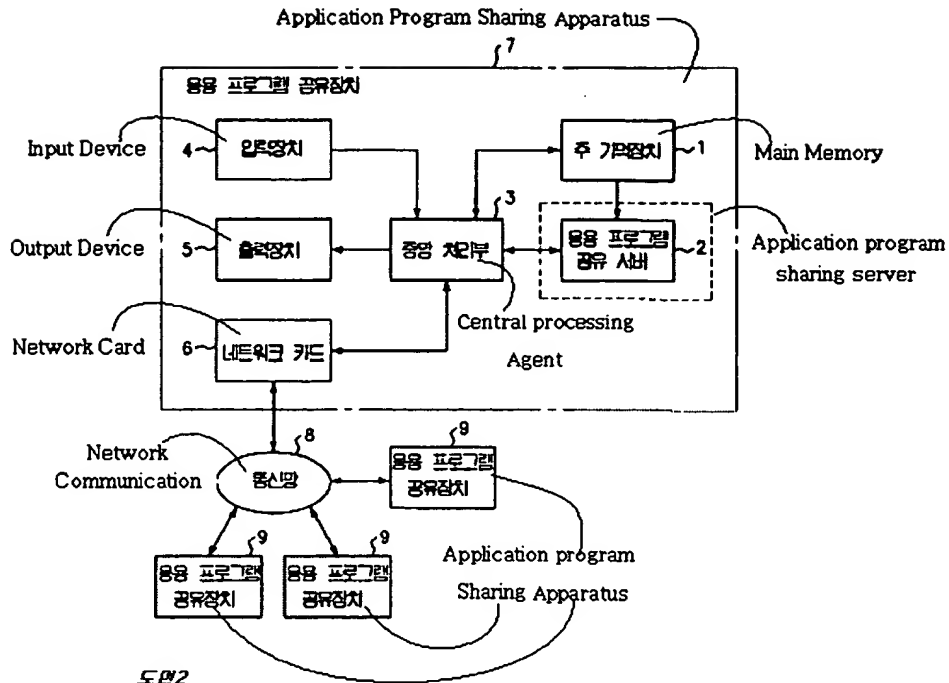 Application Program Sharing Apparatus
7
응용 프로그램 공유장치
Input Device
4
입력장치
주 기억장치
1
Main Memory
3
Output Device
5
출력장치
중앙 처리부
응용 프로그램
공유 서버
2
Application program
sharing server
Central processing
Agent
Network Card
6
네트워크 카드
Network
Communication
8
통신망
9
응용 프로그램
공유장치
9
응용 프로그램
공유장치
9
응용 프로그램
공유장치
Application program
Sharing Apparatus
도면2